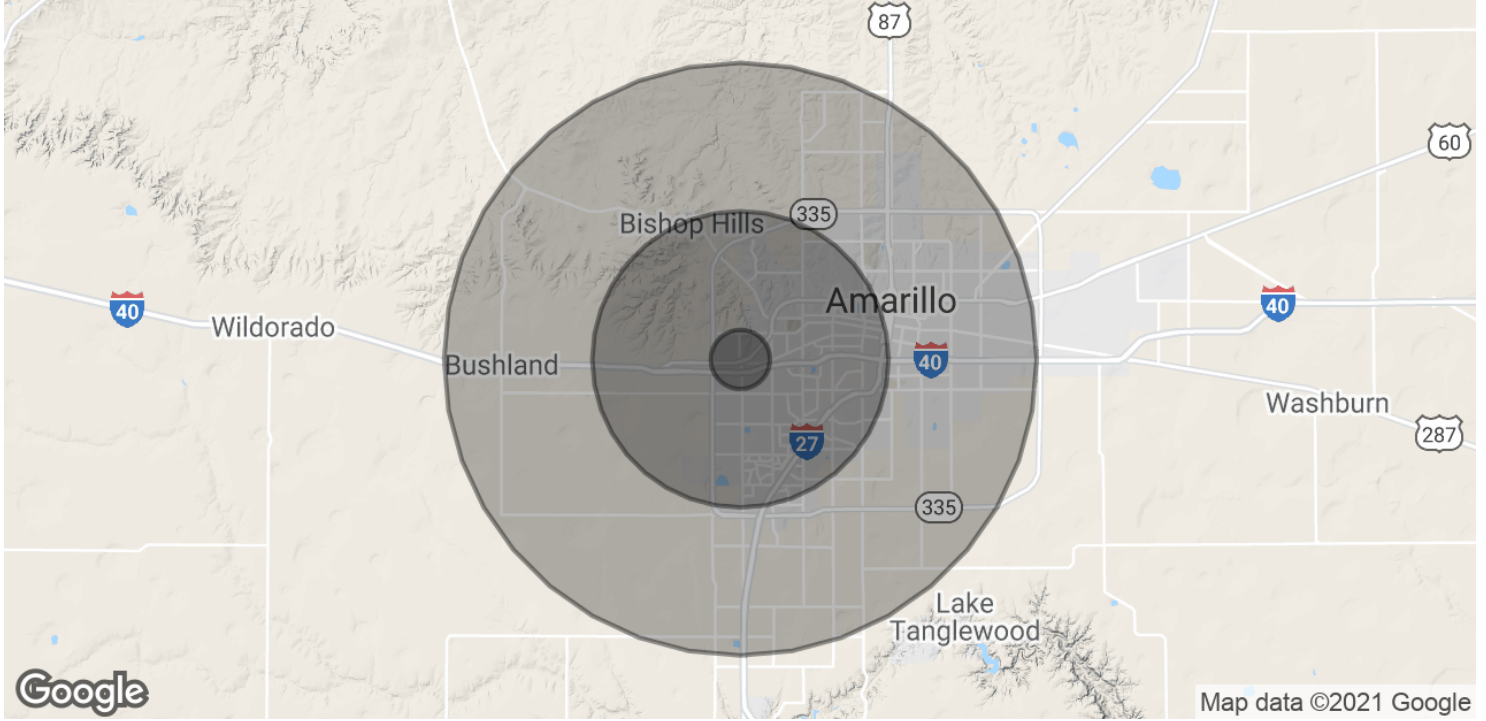 87
60
335
Bishop Hills
Amarillo
40
40
Wildorado
40
Bushland
Washburn
287
27
335
Lake
Tanglewood
Google
Map data ©2021 Google